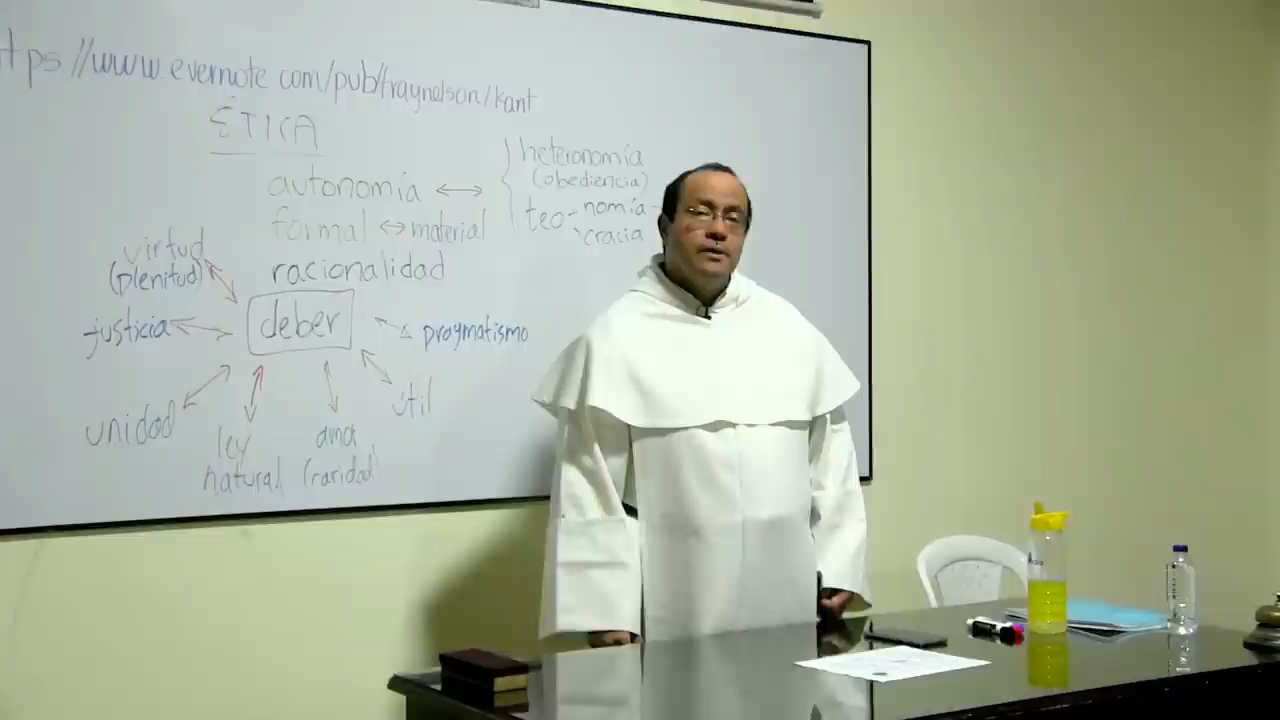 ttps://www.evernote.com/pub/fraynelson/kant
ÉTICA
autonomía ↔ { heteronomía
(obediencia)
teo - nomía -
cracia
formal ↔ material
racionalidad
virtud
(plenitud)
justicia
deber
pragmatismo
unidad
ley
natural
amor
(caridad)
útil